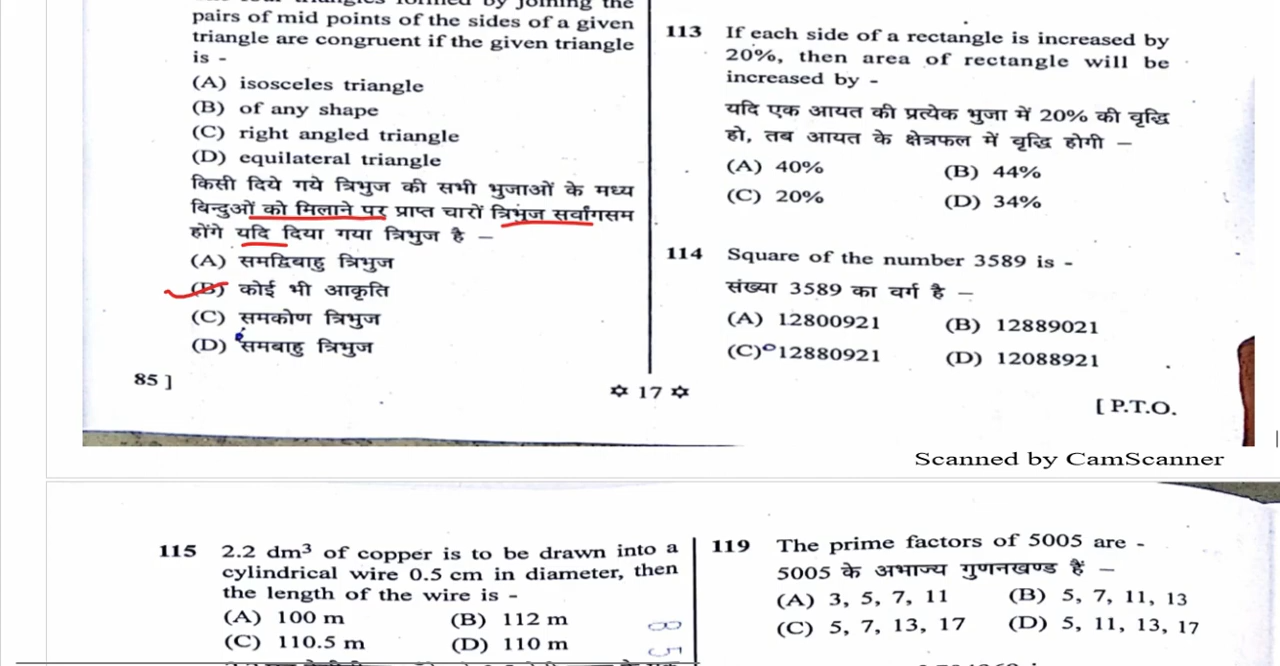 pairs of mid points of the sides of a given
triangle are congruent if the given triangle
is -
(A) isosceles triangle
(B) of any shape
(C) right angled triangle
(D) equilateral triangle
किसी दिये गये त्रिभुज की सभी भुजाओं के मध्य
बिन्दुओं को मिलाने पर प्राप्त चारों त्रिभुज सर्वांगसम
होंगे यदि दिया गया त्रिभुज है –
(A) समद्विबाहु त्रिभुज
(B) कोई भी आकृति
(C) समकोण त्रिभुज
(D) समबाहु त्रिभुज
85 ]
113 If each side of a rectangle is increased by
20%, then area of rectangle will be
increased by -
यदि एक आयत की प्रत्येक भुजा में 20% की वृद्धि
हो, तब आयत के क्षेत्रफल में वृद्धि होगी –
(A) 40% (B) 44%
(C) 20% (D) 34%
114 Square of the number 3589 is -
संख्या 3589 का वर्ग है –
(A) 12800921 (B) 12889021
(C) 12880921 (D) 12088921
✡ 17 ✡
[ P.T.O.
Scanned by CamScanner
115 2.2 dm³ of copper is to be drawn into a
cylindrical wire 0.5 cm in diameter, then
the length of the wire is -
(A) 100 m (B) 112 m
(C) 110.5 m (D) 110 m
119 The prime factors of 5005 are -
5005 के अभाज्य गुणनखण्ड हैं –
(A) 3, 5, 7, 11 (B) 5, 7, 11, 13
(C) 5, 7, 13, 17 (D) 5, 11, 13, 17